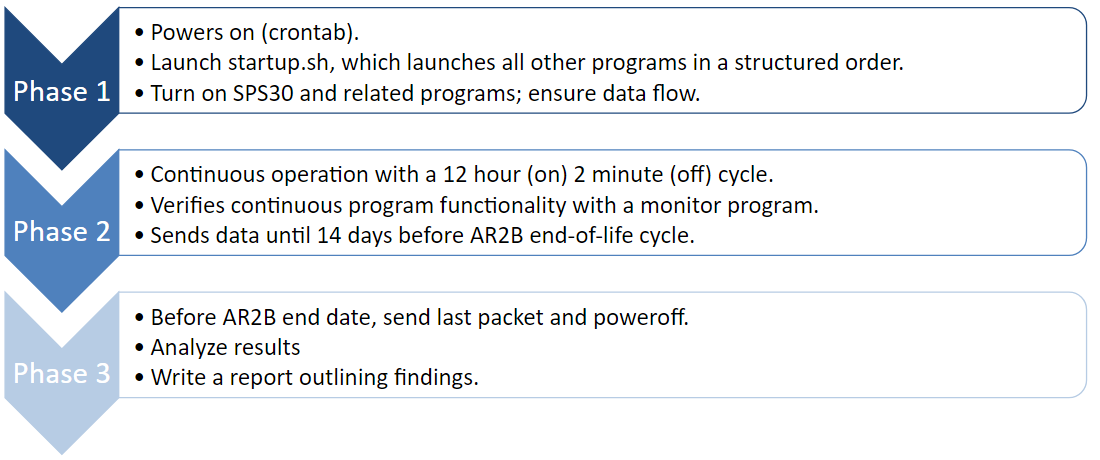 Phase 1
• Powers on (crontab).
• Launch startup.sh, which launches all other programs in a structured order.
• Turn on SPS30 and related programs; ensure data flow.
Phase 2
• Continuous operation with a 12 hour (on) 2 minute (off) cycle.
• Verifies continuous program functionality with a monitor program.
• Sends data until 14 days before AR2B end-of-life cycle.
Phase 3
• Before AR2B end date, send last packet and poweroff.
• Analyze results
• Write a report outlining findings.